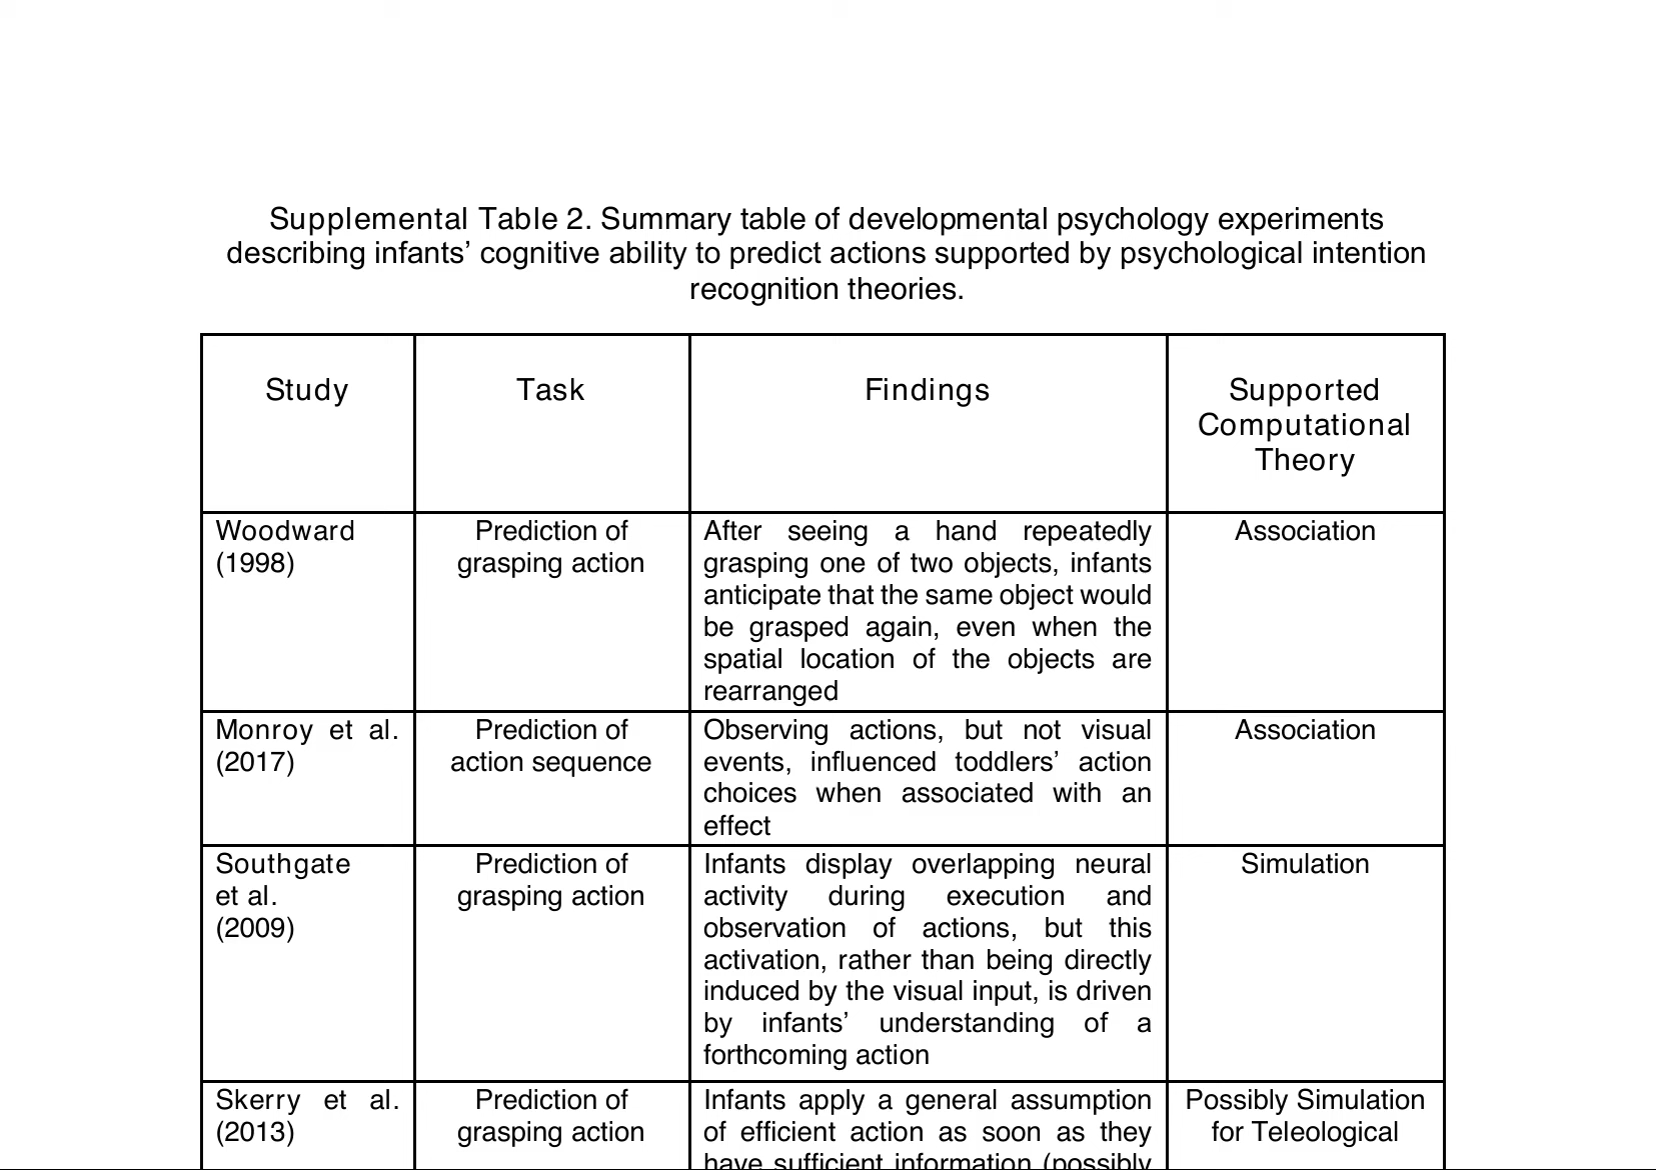 Supplemental Table 2. Summary table of developmental psychology experiments
describing infants’ cognitive ability to predict actions supported by psychological intention
recognition theories.
Study
Task
Findings
Supported
Computational
Theory
Woodward
(1998)
Prediction of
grasping action
After seeing a hand repeatedly
grasping one of two objects, infants
anticipate that the same object would
be grasped again, even when the
spatial location of the objects are
rearranged
Association
Monroy et al.
(2017)
Prediction of
action sequence
Observing actions, but not visual
events, influenced toddlers’ action
choices when associated with an
effect
Association
Southgate
et al.
(2009)
Prediction of
grasping action
Infants display overlapping neural
activity during execution and
observation of actions, but this
activation, rather than being directly
induced by the visual input, is driven
by infants’ understanding of a
forthcoming action
Simulation
Skerry et al.
(2013)
Prediction of
grasping action
Infants apply a general assumption
of efficient action as soon as they
have sufficient information (possibly
Possibly Simulation
for Teleological